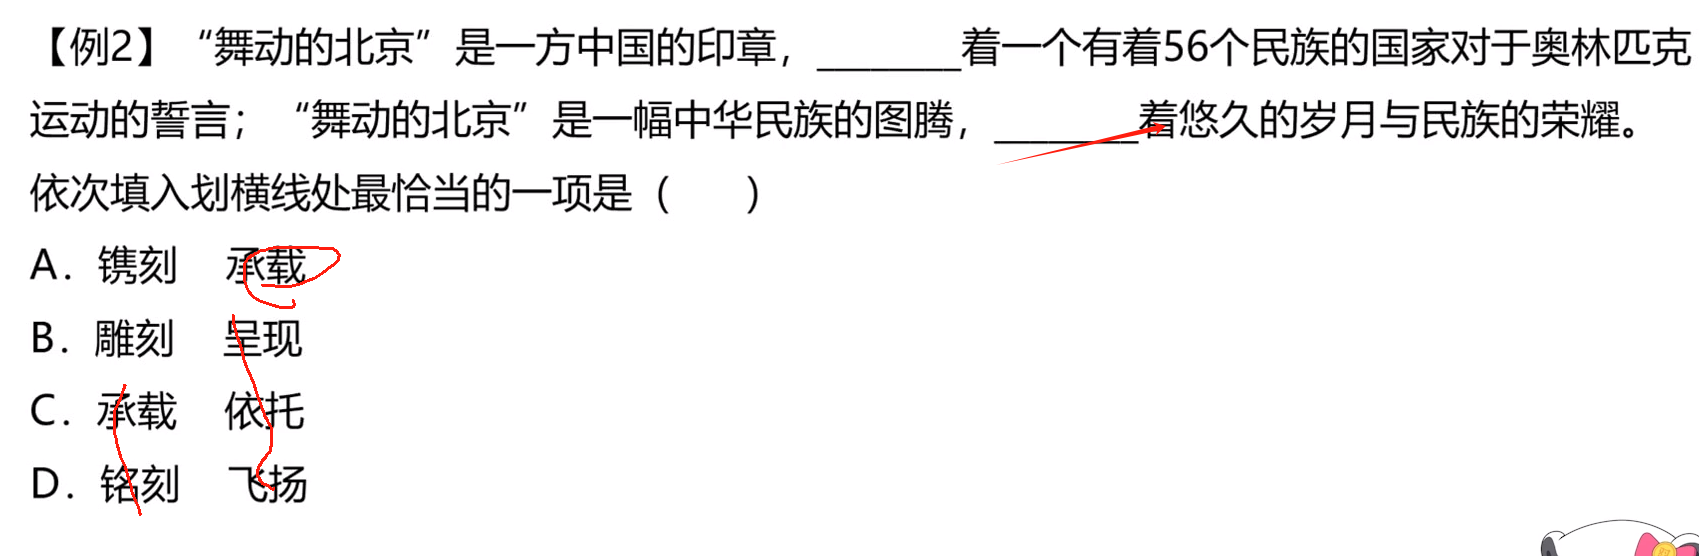 【例2】“舞动的北京”是一方中国的印章，_______着一个有着56个民族的国家对于奥林匹克
运动的誓言；“舞动的北京”是一幅中华民族的图腾，_______着悠久的岁月与民族的荣耀。
依次填入划横线处最恰当的一项是（　　）
A. 镌刻　承载
B. 雕刻　呈现
C. 承载　依托
D. 铭刻　飞扬